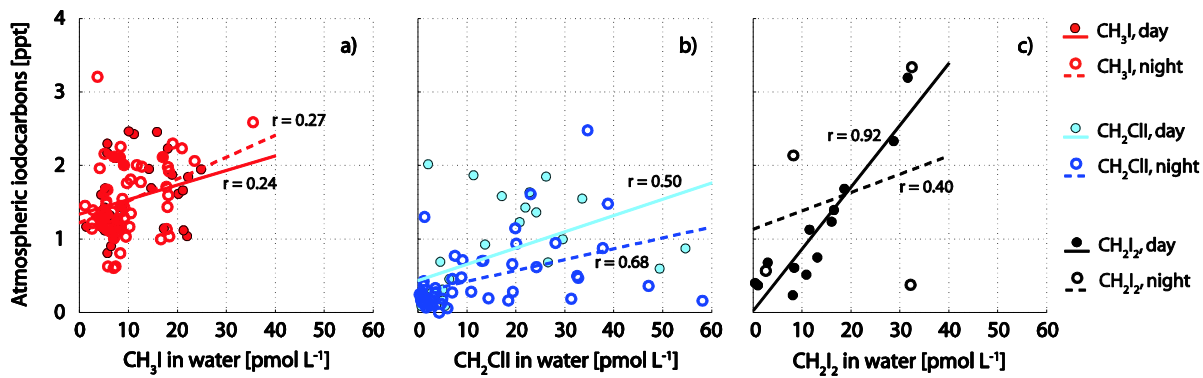 Atmospheric iodocarbons [ppt]
4
3
2
1
0
a)
r = 0.27
r = 0.24
0 10 20 30 40 50 60
CH₃I in water [pmol L⁻¹]
b)
r = 0.50
r = 0.68
0 10 20 30 40 50 60
CH₂ClI in water [pmol L⁻¹]
c)
r = 0.92
r = 0.40
0 10 20 30 40 50 60
CH₂I₂ in water [pmol L⁻¹]
CH₃I, day
CH₃I, night
CH₂ClI, day
CH₂ClI, night
CH₂I₂, day
CH₂I₂, night